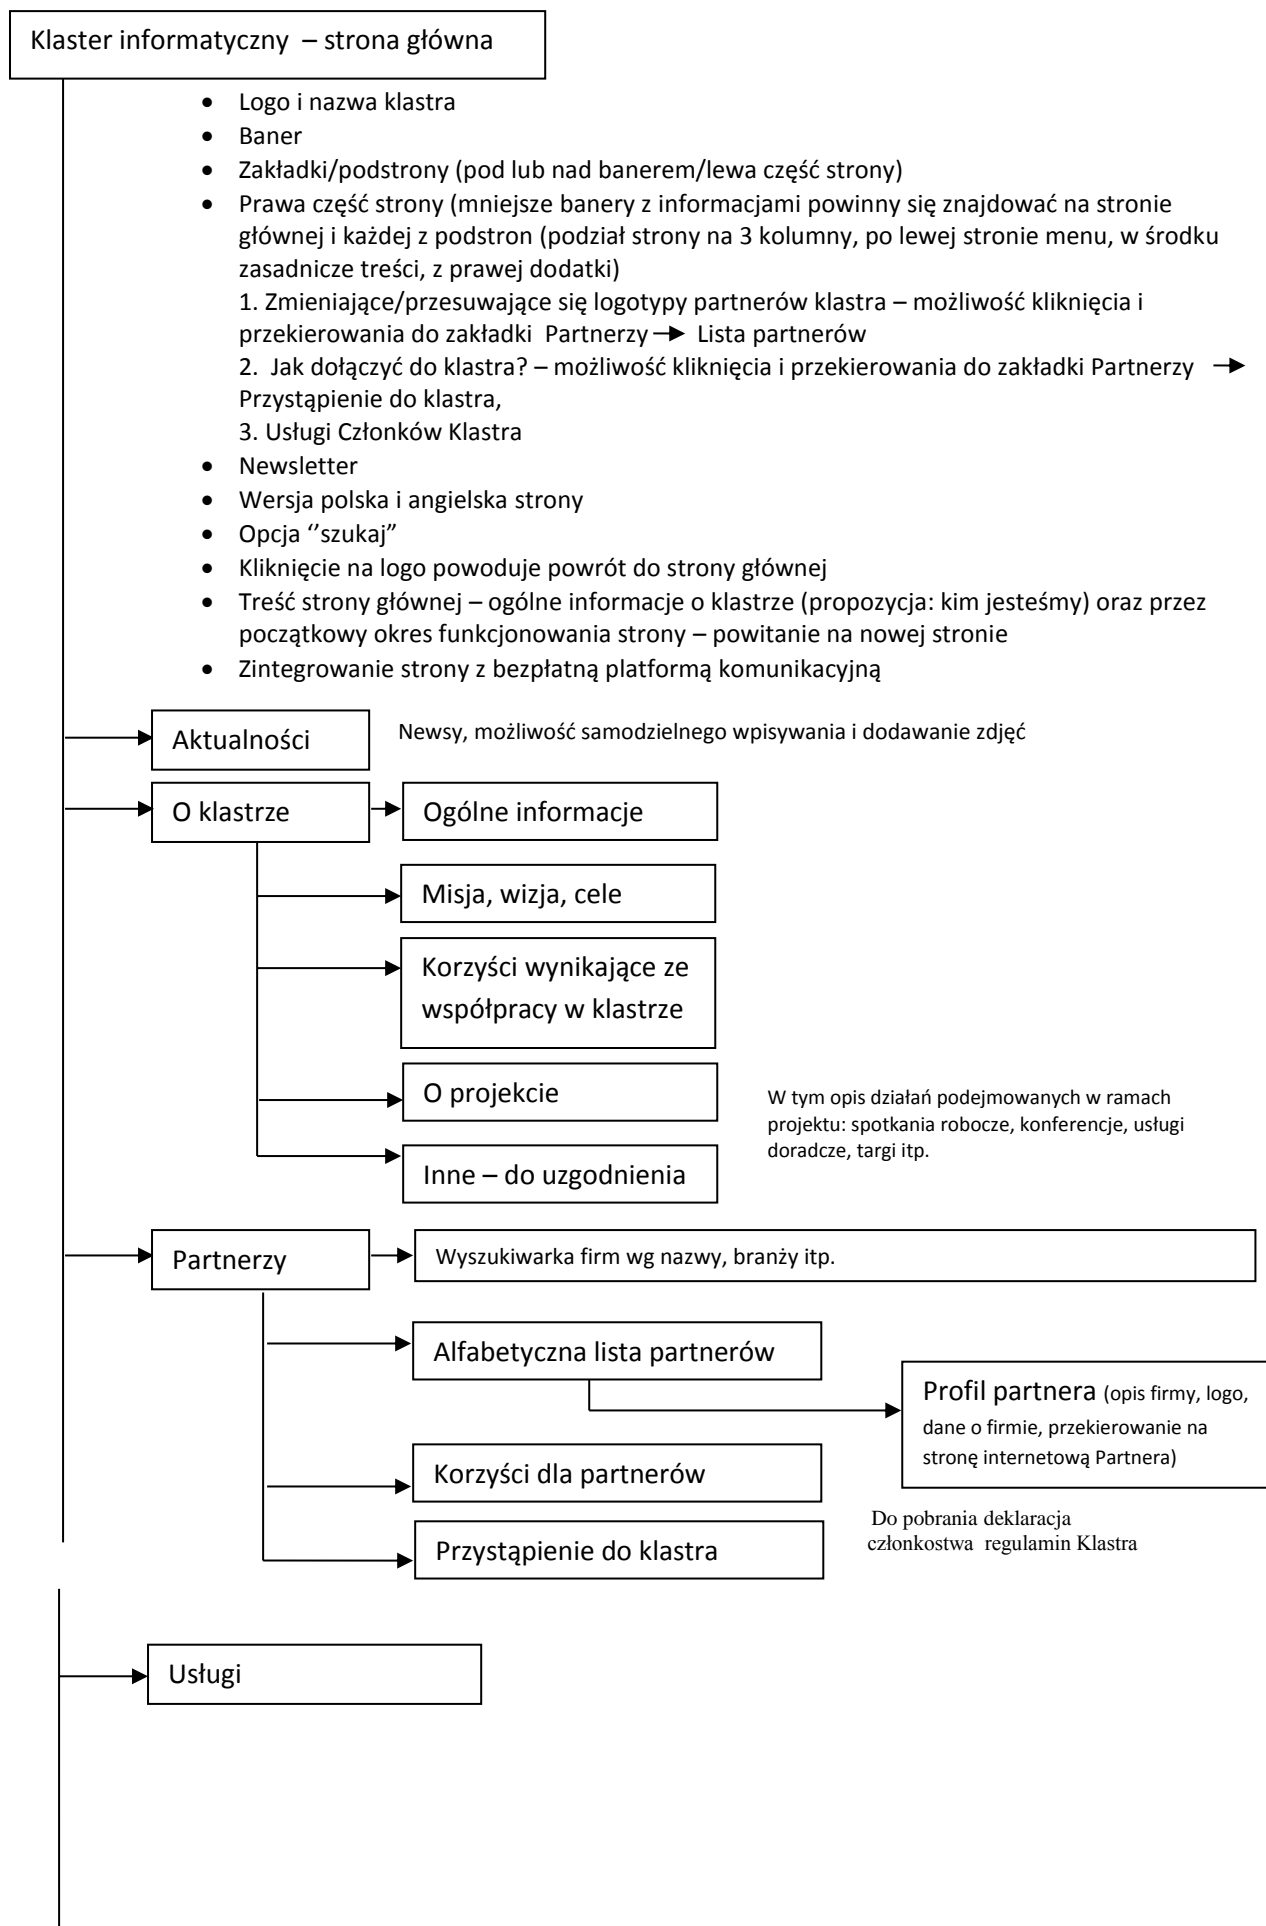 Klaster informatyczny – strona główna
• Logo i nazwa klastra
• Baner
• Zakładki/podstrony (pod lub nad banerem/lewa część strony)
• Prawa część strony (mniejsze banery z informacjami powinny się znajdować na stronie
głównej i każdej z podstron (podział strony na 3 kolumny, po lewej stronie menu, w środku
zasadnicze treści, z prawej dodatki)
1. Zmieniające/przesuwające się logotypy partnerów klastra – możliwość kliknięcia i
przekierowania do zakładki Partnerzy → Lista partnerów
2. Jak dołączyć do klastra? – możliwość kliknięcia i przekierowania do zakładki Partnerzy →
Przystąpienie do klastra,
3. Usługi Członków Klastra
• Newsletter
• Wersja polska i angielska strony
• Opcja ‘’szukaj”
• Kliknięcie na logo powoduje powrót do strony głównej
• Treść strony głównej – ogólne informacje o klastrze (propozycja: kim jesteśmy) oraz przez
początkowy okres funkcjonowania strony – powitanie na nowej stronie
• Zintegrowanie strony z bezpłatną platformą komunikacyjną
Aktualności
Newsy, możliwość samodzielnego wpisywania i dodawanie zdjęć
O klastrze
Ogólne informacje
Misja, wizja, cele
Korzyści wynikające ze
współpracy w klastrze
O projekcie
W tym opis działań podejmowanych w ramach
projektu: spotkania robocze, konferencje, usługi
doradcze, targi itp.
Inne – do uzgodnienia
Partnerzy
Wyszukiwarka firm wg nazwy, branży itp.
Alfabetyczna lista partnerów
Profil partnera (opis firmy, logo,
dane o firmie, przekierowanie na
stronę internetową Partnera)
Korzyści dla partnerów
Do pobrania deklaracja
członkostwa regulamin Klastra
Przystąpienie do klastra
Usługi